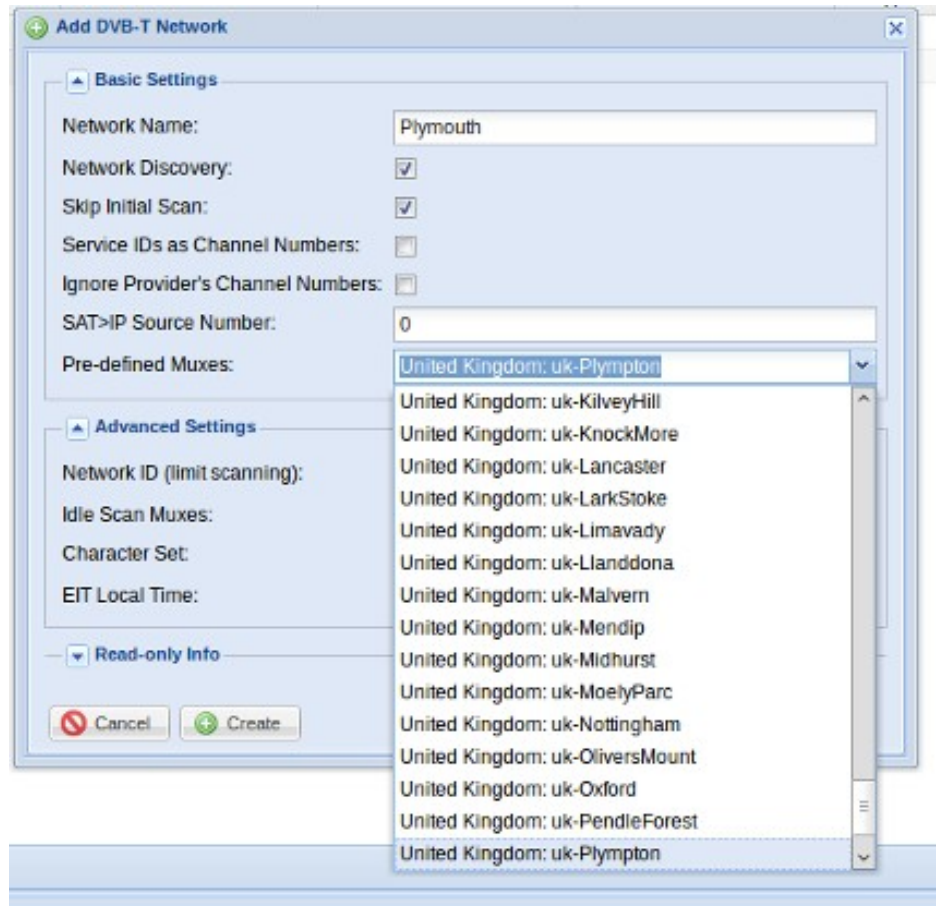 Add DVB-T Network
Basic Settings
Network Name: Plymouth
Network Discovery:
Skip Initial Scan:
Service IDs as Channel Numbers:
Ignore Provider's Channel Numbers:
SAT>IP Source Number: 0
Pre-defined Muxes: United Kingdom: uk-Plympton
United Kingdom: uk-KilveyHill
Advanced Settings
United Kingdom: uk-KnockMore
Network ID (limit scanning):
United Kingdom: uk-Lancaster
United Kingdom: uk-LarkStoke
Idle Scan Muxes:
United Kingdom: uk-Limavady
Character Set:
United Kingdom: uk-Llanddona
EIT Local Time:
United Kingdom: uk-Malvern
United Kingdom: uk-Mendip
Read-only Info
United Kingdom: uk-Midhurst
United Kingdom: uk-MoelyParc
Cancel Create
United Kingdom: uk-Nottingham
United Kingdom: uk-OliversMount
United Kingdom: uk-Oxford
United Kingdom: uk-PendleForest
United Kingdom: uk-Plympton